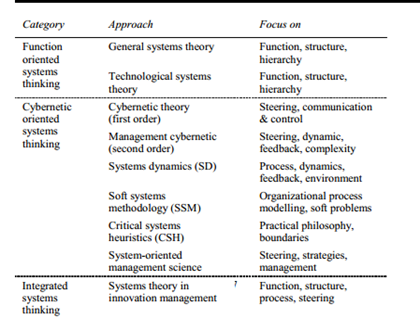 Category Approach Focus on
Function General systems theory Function, structure,
oriented hierarchy
systems Technological systems Function, structure,
thinking theory hierarchy
Cybernetic Cybernetic theory Steering, communication
oriented (first order) & control
systems Management cybernetic Steering, dynamic,
thinking (second order) feedback, complexity
Systems dynamics (SD) Process, dynamics,
feedback, environment
Soft systems Organizational process
methodology (SSM) modelling, soft problems
Critical systems Practical philosophy,
heuristics (CSH) boundaries
System-oriented Steering, strategies,
management science management
Integrated Systems theory in ? Function, structure,
systems innovation management process, steering
thinking